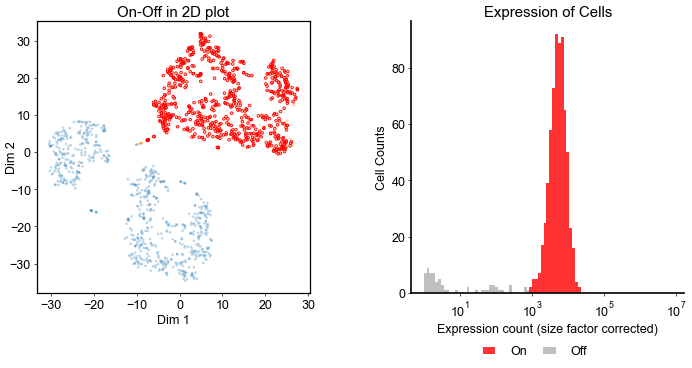 On-Off in 2D plot
Dim 2
30
20
10
0
−10
−20
−30
−30 −20 −10 0 10 20 30
Dim 1
Expression of Cells
Cell Counts
80
60
40
20
0
10^1 10^3 10^5 10^7
Expression count (size factor corrected)
On Off